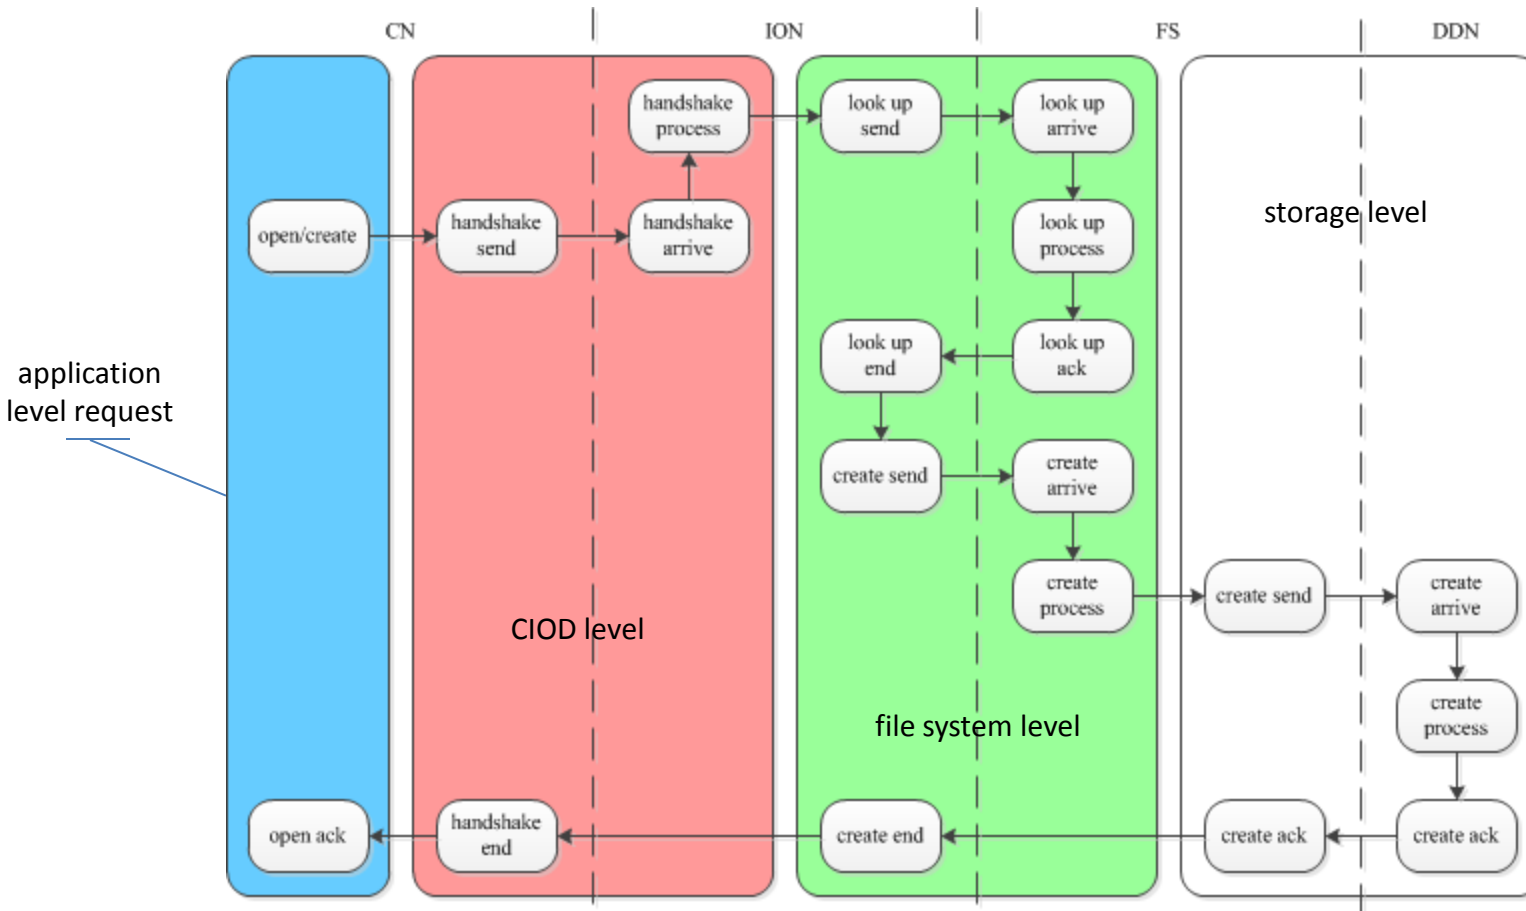 CN
ION
FS
DDN
handshake
process
look up
send
look up
arrive
open/create
handshake
send
handshake
arrive
look up
process
storage level
look up
end
look up
ack
application
level request
create send
create
arrive
create
process
create send
create
arrive
CIOD level
file system level
create
process
open ack
handshake
end
create end
create ack
create ack